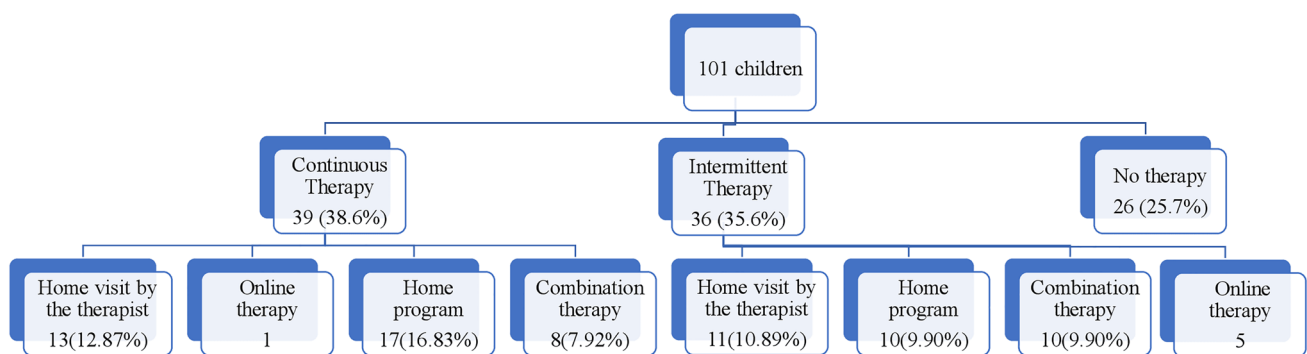 101 children
Continuous
Therapy
39 (38.6%)
Intermittent
Therapy
36 (35.6%)
No therapy
26 (25.7%)
Home visit by
the therapist
13(12.87%)
Online
therapy
1
Home
program
17(16.83%)
Combination
therapy
8(7.92%)
Home visit by
the therapist
11(10.89%)
Home
program
10(9.90%)
Combination
therapy
10(9.90%)
Online
therapy
5